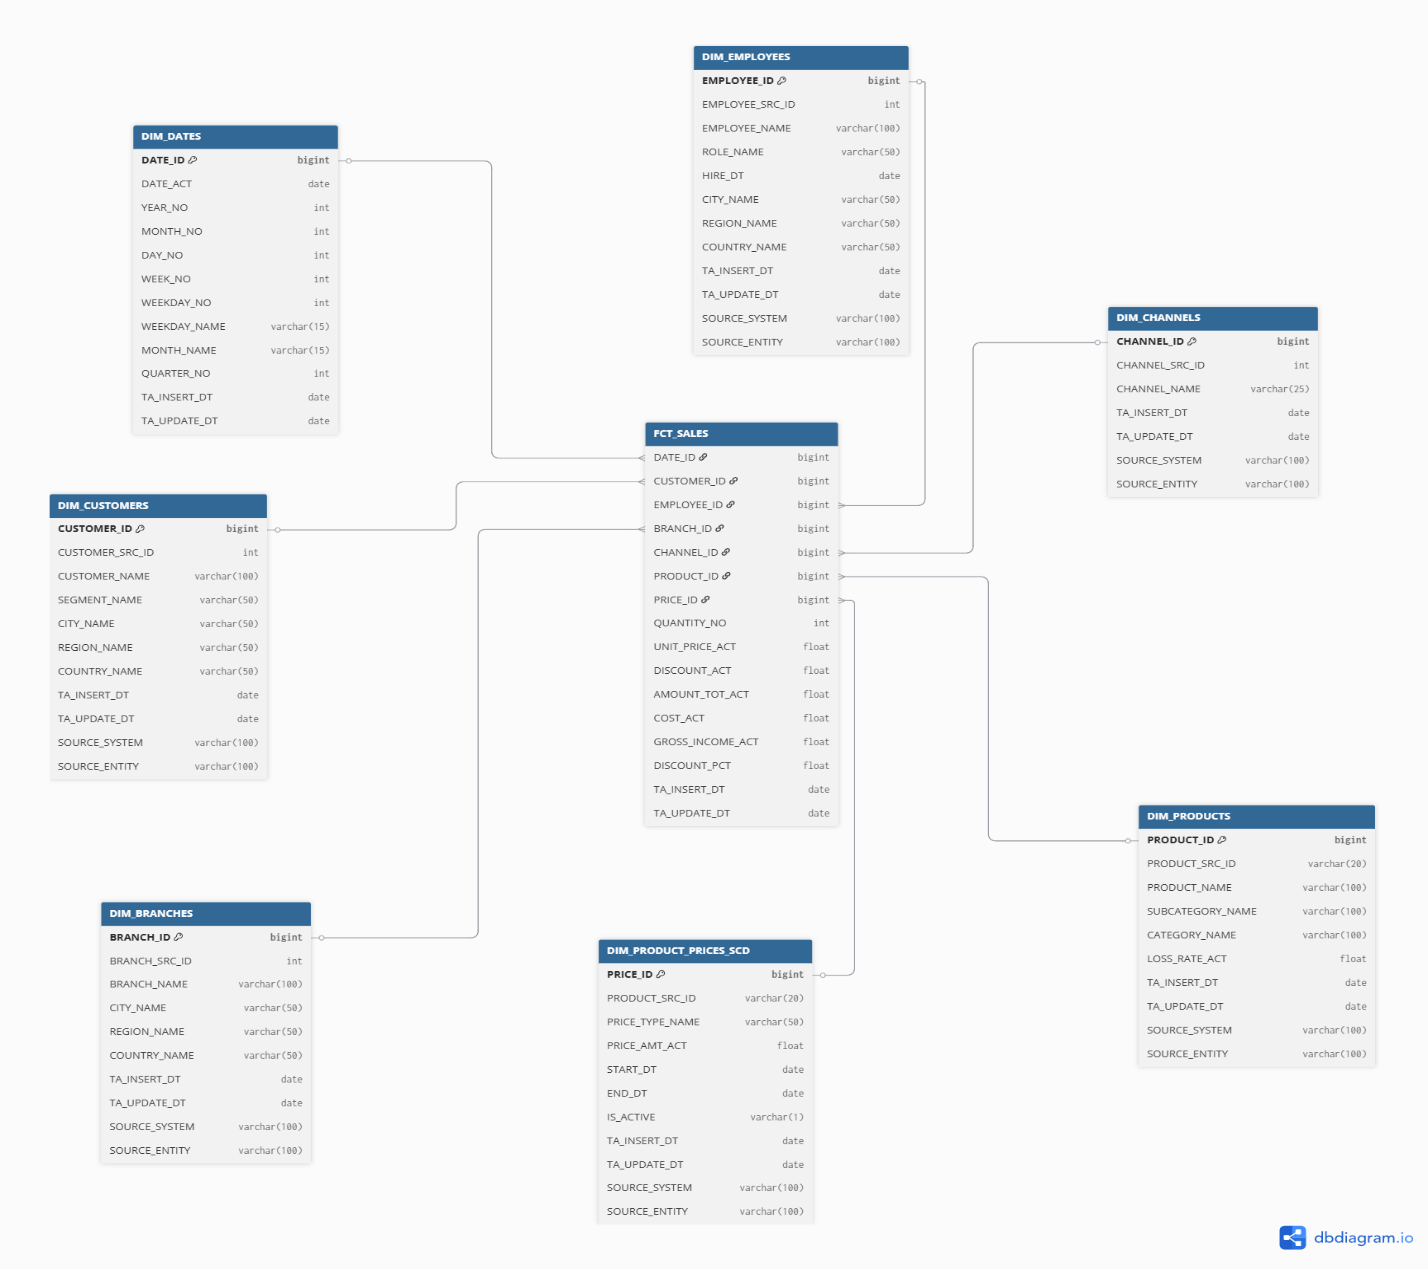 DIM_EMPLOYEES
EMPLOYEE_ID bigint
EMPLOYEE_SRC_ID int
EMPLOYEE_NAME varchar(100)
ROLE_NAME varchar(50)
HIRE_DT date
CITY_NAME varchar(50)
REGION_NAME varchar(50)
COUNTRY_NAME varchar(50)
TA_INSERT_DT date
TA_UPDATE_DT date
SOURCE_SYSTEM varchar(100)
SOURCE_ENTITY varchar(100)
DIM_DATES
DATE_ID bigint
DATE_ACT date
YEAR_NO int
MONTH_NO int
DAY_NO int
WEEK_NO int
WEEKDAY_NO int
WEEKDAY_NAME varchar(15)
MONTH_NAME varchar(15)
QUARTER_NO int
TA_INSERT_DT date
TA_UPDATE_DT date
DIM_CHANNELS
CHANNEL_ID bigint
CHANNEL_SRC_ID int
CHANNEL_NAME varchar(25)
TA_INSERT_DT date
TA_UPDATE_DT date
SOURCE_SYSTEM varchar(100)
SOURCE_ENTITY varchar(100)
FCT_SALES
DATE_ID bigint
CUSTOMER_ID bigint
EMPLOYEE_ID bigint
BRANCH_ID bigint
CHANNEL_ID bigint
PRODUCT_ID bigint
PRICE_ID bigint
QUANTITY_NO int
UNIT_PRICE_ACT float
DISCOUNT_ACT float
AMOUNT_TOT_ACT float
COST_ACT float
GROSS_INCOME_ACT float
DISCOUNT_PCT float
TA_INSERT_DT date
TA_UPDATE_DT date
DIM_CUSTOMERS
CUSTOMER_ID bigint
CUSTOMER_SRC_ID int
CUSTOMER_NAME varchar(100)
SEGMENT_NAME varchar(50)
CITY_NAME varchar(50)
REGION_NAME varchar(50)
COUNTRY_NAME varchar(50)
TA_INSERT_DT date
TA_UPDATE_DT date
SOURCE_SYSTEM varchar(100)
SOURCE_ENTITY varchar(100)
DIM_PRODUCTS
PRODUCT_ID bigint
PRODUCT_SRC_ID varchar(20)
PRODUCT_NAME varchar(100)
SUBCATEGORY_NAME varchar(100)
CATEGORY_NAME varchar(100)
LOSS_RATE_ACT float
TA_INSERT_DT date
TA_UPDATE_DT date
SOURCE_SYSTEM varchar(100)
SOURCE_ENTITY varchar(100)
DIM_BRANCHES
BRANCH_ID bigint
BRANCH_SRC_ID int
BRANCH_NAME varchar(100)
CITY_NAME varchar(50)
REGION_NAME varchar(50)
COUNTRY_NAME varchar(50)
TA_INSERT_DT date
TA_UPDATE_DT date
SOURCE_SYSTEM varchar(100)
SOURCE_ENTITY varchar(100)
DIM_PRODUCT_PRICES_SCD
PRICE_ID bigint
PRODUCT_SRC_ID varchar(20)
PRICE_TYPE_NAME varchar(50)
PRICE_AMT_ACT float
START_DT date
END_DT date
IS_ACTIVE varchar(1)
TA_INSERT_DT date
TA_UPDATE_DT date
SOURCE_SYSTEM varchar(100)
SOURCE_ENTITY varchar(100)
dbdiagram.io